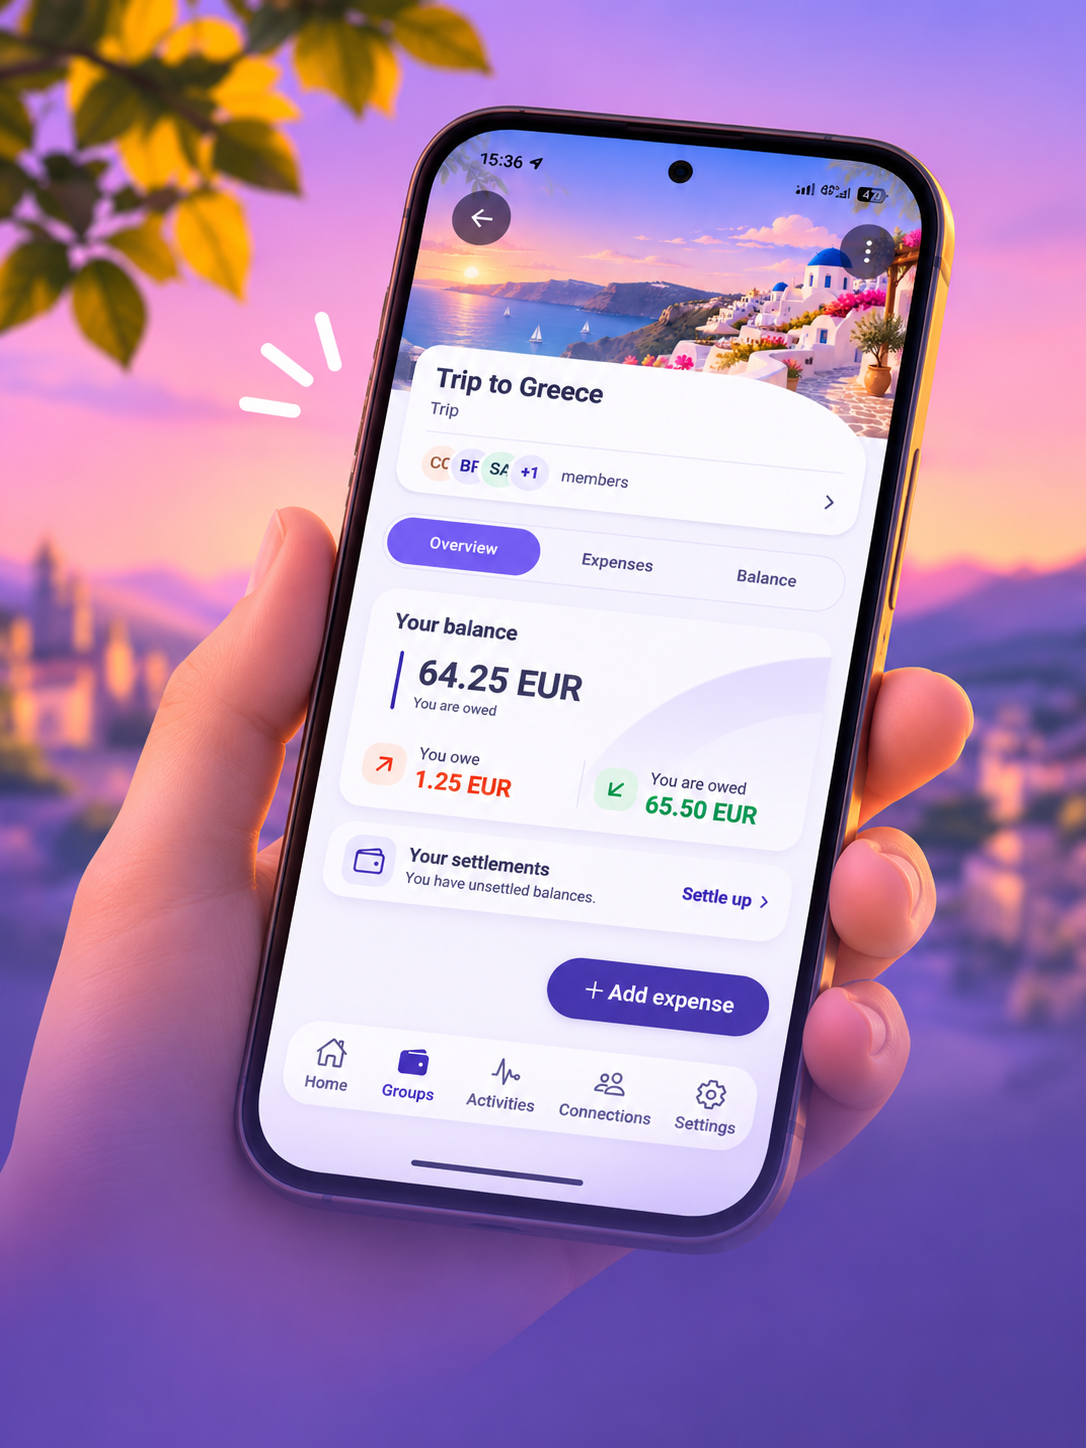 15:36
Trip to Greece
Trip
CC BF SA +1 members
Overview Expenses Balance
Your balance
64.25 EUR
You are owed
You owe
1.25 EUR
You are owed
65.50 EUR
Your settlements
You have unsettled balances.
Settle up
+ Add expense
Home Groups Activities Connections Settings